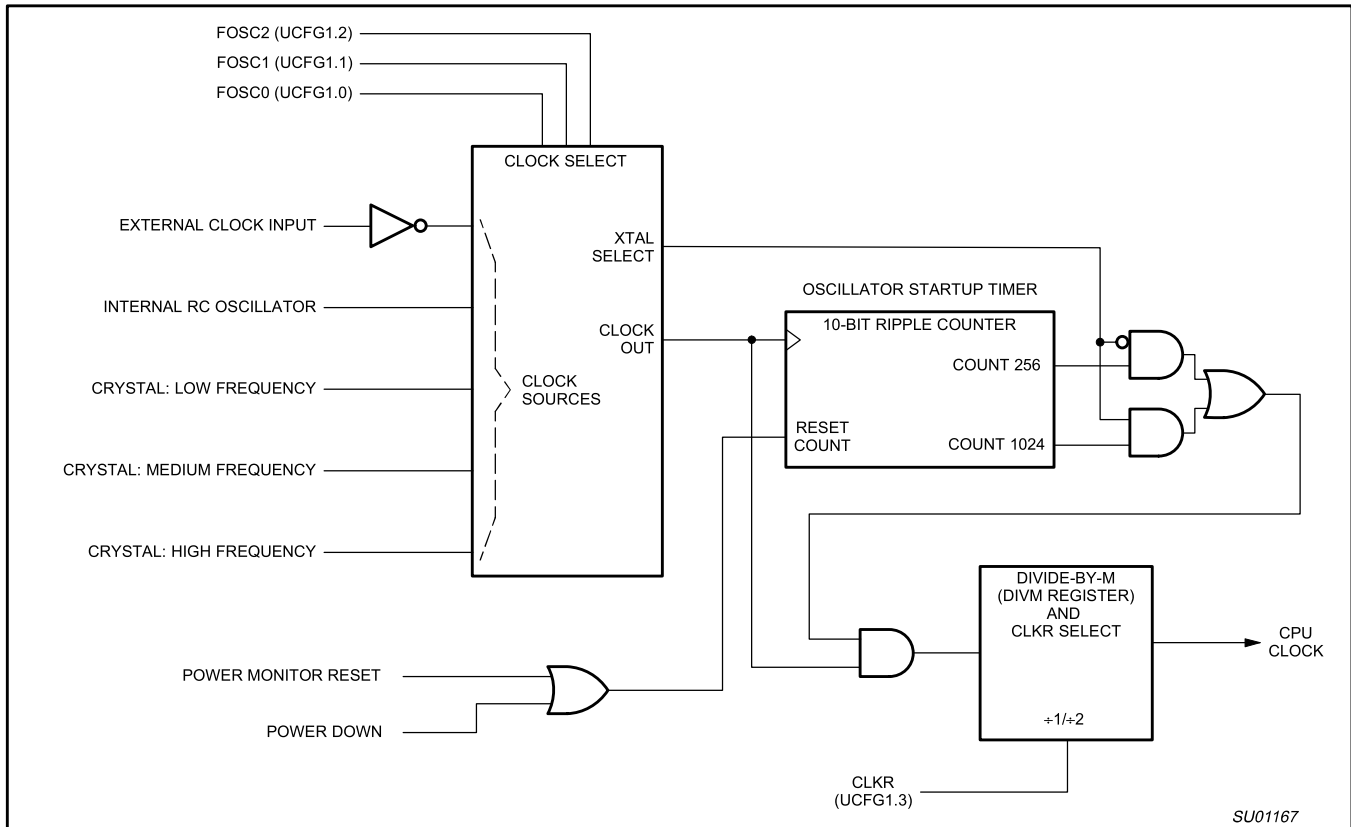 FOSC2 (UCFG1.2)
FOSC1 (UCFG1.1)
FOSC0 (UCFG1.0)
CLOCK SELECT
EXTERNAL CLOCK INPUT
XTAL
SELECT
INTERNAL RC OSCILLATOR
OSCILLATOR STARTUP TIMER
10-BIT RIPPLE COUNTER
CLOCK
OUT
COUNT 256
CRYSTAL: LOW FREQUENCY
CLOCK
SOURCES
RESET
COUNT
COUNT 1024
CRYSTAL: MEDIUM FREQUENCY
CRYSTAL: HIGH FREQUENCY
DIVIDE-BY-M
(DIVM REGISTER)
AND
CLKR SELECT
CPU
CLOCK
POWER MONITOR RESET
POWER DOWN
÷1/÷2
CLKR
(UCFG1.3)
SU01167